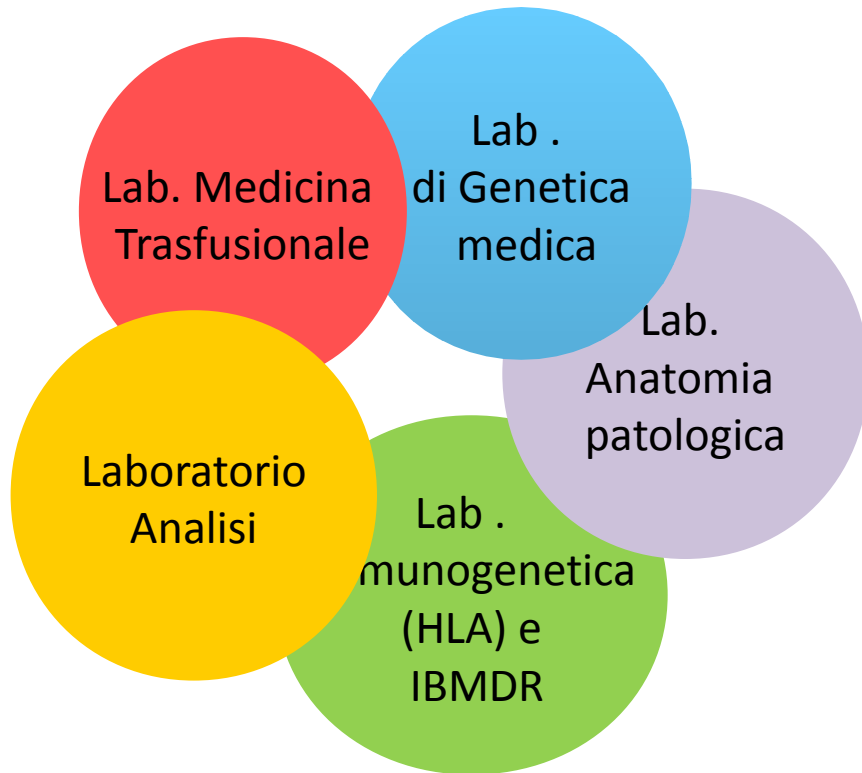 Lab. Medicina
Trasfusionale
Lab .
di Genetica
medica
Lab.
Anatomia
patologica
Laboratorio
Analisi
Lab .
munogenetica
(HLA) e
IBMDR